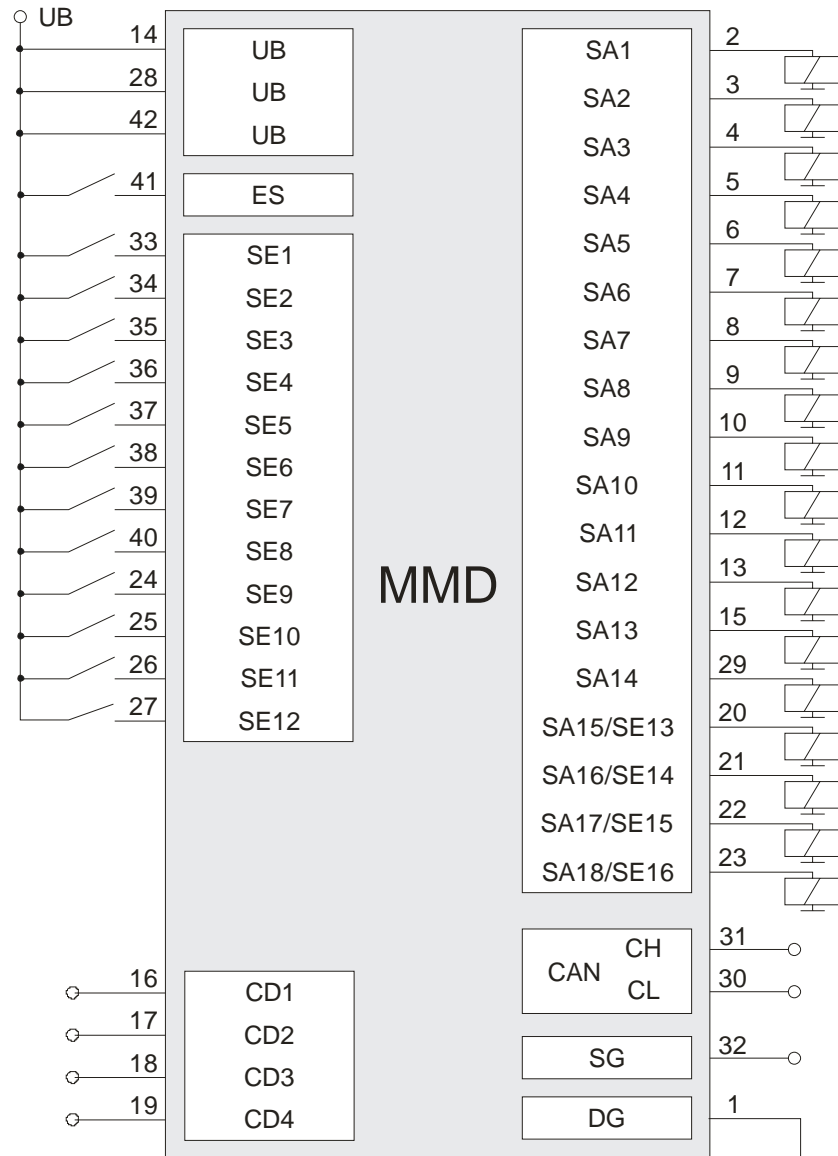 UB
14 UB
28 UB
42 UB
41 ES
33 SE1
34 SE2
35 SE3
36 SE4
37 SE5
38 SE6
39 SE7
40 SE8
24 SE9
25 SE10
26 SE11
27 SE12
16 CD1
17 CD2
18 CD3
19 CD4
MMD
SA1 2
SA2 3
SA3 4
SA4 5
SA5 6
SA6 7
SA7 8
SA8 9
SA9 10
SA10 11
SA11 12
SA12 13
SA13 15
SA14 29
SA15/SE13 20
SA16/SE14 21
SA17/SE15 22
SA18/SE16 23
CH 31
CAN
CL 30
SG 32
DG 1